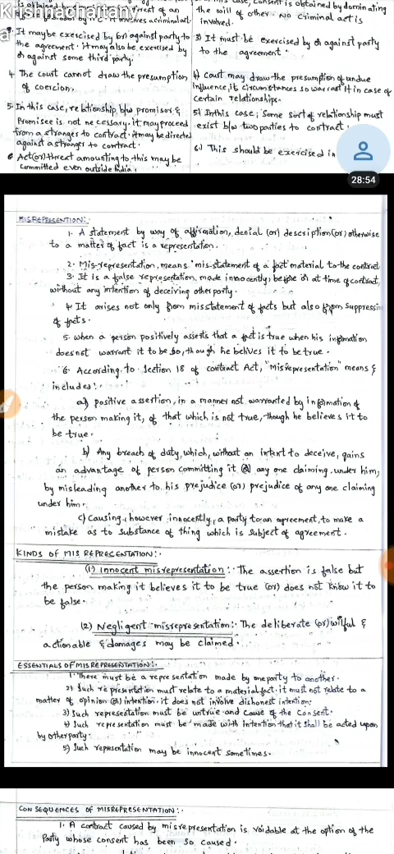 Krishnachaitany
a
the will of other. No criminal act is
involved.
It may be exercised by (or) against party to
the agreement. It may also be exercised by
or against some third party.
3) It must be exercised by or against party
to the agreement.
4 The court cannot draw the presumption
of coercion.
4) Court may draw the presumption of undue
influence, if circumstances so warrant it in case of
certain relationships.
5 In this case, relationship b/w promisor &
Promisee is not necessary. It may proceed
from a stranger to contract. It may be directed
against a stranger to contract.
5) In this case, Some sort of relationship must
exist b/w two parties to contract.
6 Act (or) threat amounting to this may be
committed even outside India.
6) This should be exercised in
28:54
MISREPRESENTION:-
1. A statement by way of affirmation, denial (or) description (or) otherwise
to a matter of fact is a representation.
2. Mis-representation, means mis-statement of a fact material to the contract
3. It is a false representation, made innocently; before or at time of contract,
without any intention of deceiving other party.
4 It arises not only from misstatement of facts but also from suppression
of facts.
5. when a person positively asserts that a fact is true when his information
does not warrant it to be so, though he belives it to be true.
6. According to Section 18 of contract Act, "Misrepresentation" means &
includes:-
a) positive assertion, in a manner not warranted by information of
the person making it, of that which is not true, though he believes it to
be true.
b) Any breach of duty, which, without an intent to deceive, gains
an advantage of person committing it (or) any one claiming under him;
by misleading another to his prejudice (or) prejudice of any one claiming
under him.
c) Causing, however innocently, a party to an agreement, to make a
mistake as to substance of thing which is subject of agreement.
KINDS OF MIS REPRESENTATION:-
(1) Innocent misrepresentation:- The assertion is false but
the person making it believes it to be true (or) does not know it to
be false.
(2) Negligent misrepresentation:- The deliberate (or) wilful &
actionable & damages may be claimed.
ESSENTIALS OF MISREPRESENTATION:-
1. There must be a representation made by one party to another.
2) Such representation must relate to a material fact. it must not relate to a
matter of opinion (or) intention. it does not involve dishonest intention;
3) Such representation must be untrue and cause of the consent.
4) Such representation must be made with intention that it shall be acted upon
by other party.
5) Such representation may be innocent sometimes.
CONSEQUENCES OF MISREPRESENTATION:-
1. A contract caused by misrepresentation is voidable at the option of the
Party whose consent has been so caused.